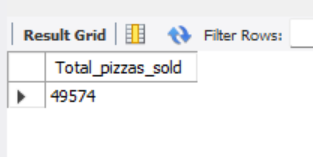 Result Grid Filter Rows:
Total_pizzas_sold
49574